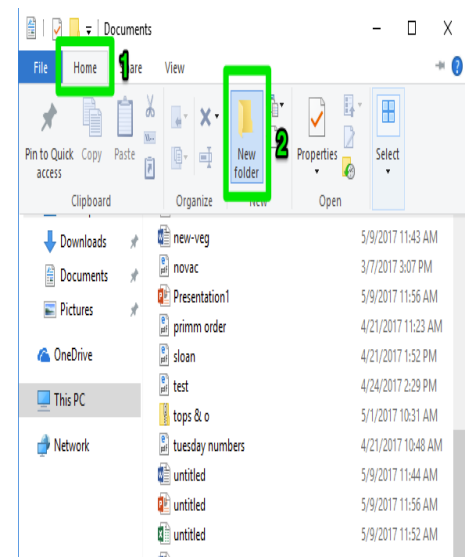 Documents
File Home 1 are View
Pin to Quick access Copy Paste
New folder 2 Properties Select
Clipboard Organize New Open
Downloads new-veg 5/9/2017 11:43 AM
Documents novac 3/7/2017 3:07 PM
Pictures Presentation1 5/9/2017 11:56 AM
primm order 4/21/2017 11:23 AM
OneDrive sloan 4/21/2017 1:52 PM
test 4/24/2017 2:29 PM
This PC tops & o 5/1/2017 10:31 AM
Network tuesday numbers 4/21/2017 10:48 AM
untitled 5/9/2017 11:44 AM
untitled 5/9/2017 11:56 AM
untitled 5/9/2017 11:52 AM